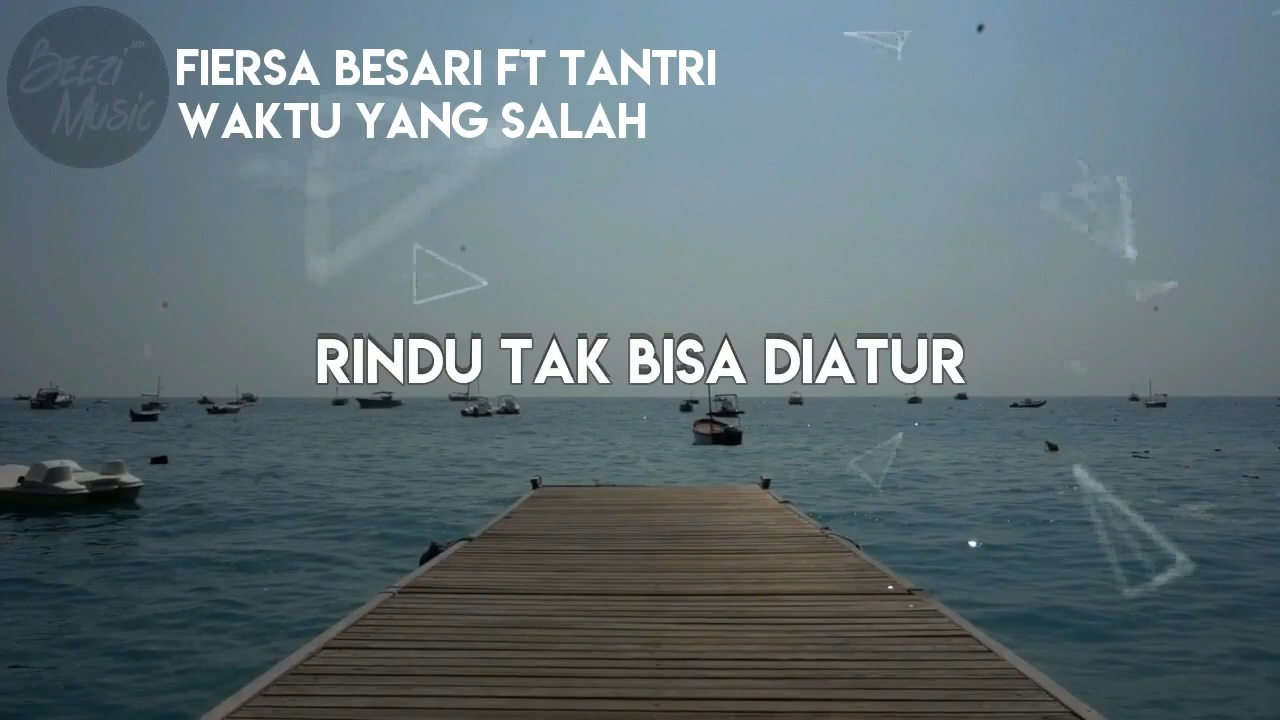 Beezi
Music
FIERSA BESARI FT TANTRI
WAKTU YANG SALAH
RINDU TAK BISA DIATUR